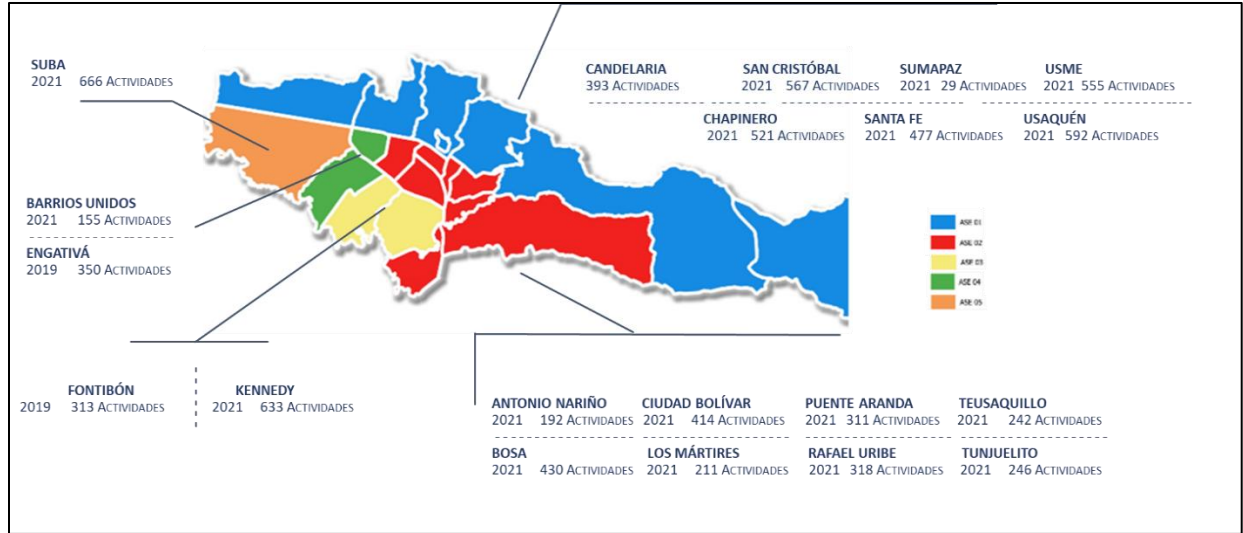 SUBA
2021 666 ACTIVIDADES
CANDELARIA SAN CRISTÓBAL SUMAPAZ USME
393 ACTIVIDADES 2021 567 ACTIVIDADES 2021 29 ACTIVIDADES 2021 555 ACTIVIDADES
CHAPINERO SANTA FE USAQUÉN
2021 521 ACTIVIDADES 2021 477 ACTIVIDADES 2021 592 ACTIVIDADES
BARRIOS UNIDOS
2021 155 ACTIVIDADES
ENGATIVÁ
2019 350 ACTIVIDADES
ASE 01
ASE 02
ASE 03
ASE 04
ASE 05
FONTIBÓN KENNEDY
2019 313 ACTIVIDADES 2021 633 ACTIVIDADES
ANTONIO NARIÑO CIUDAD BOLÍVAR PUENTE ARANDA TEUSAQUILLO
2021 192 ACTIVIDADES 2021 414 ACTIVIDADES 2021 311 ACTIVIDADES 2021 242 ACTIVIDADES
BOSA LOS MÁRTIRES RAFAEL URIBE TUNJUELITO
2021 430 ACTIVIDADES 2021 211 ACTIVIDADES 2021 318 ACTIVIDADES 2021 246 ACTIVIDADES